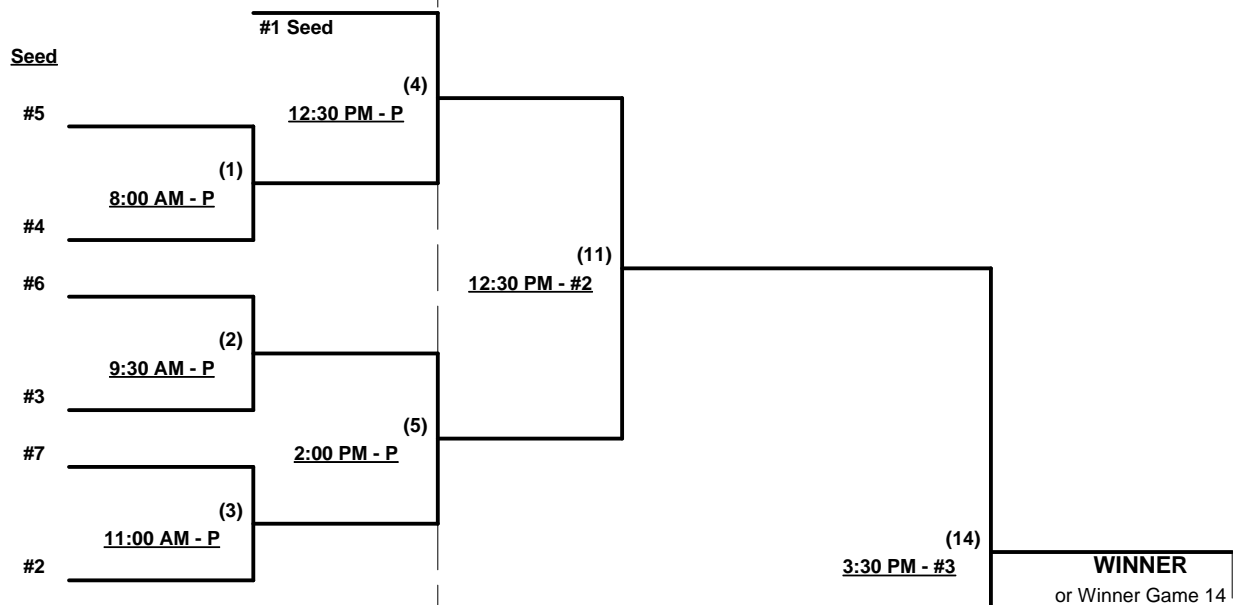 #1 Seed
Seed
(4)
#5
12:30 PM - P
(1)
8:00 AM - P
#4
(11)
#6
12:30 PM - #2
(2)
9:30 AM - P
#3
(5)
#7
2:00 PM - P
(3)
11:00 AM - P
(14)
#2
3:30 PM - #3
WINNER
or Winner Game 14